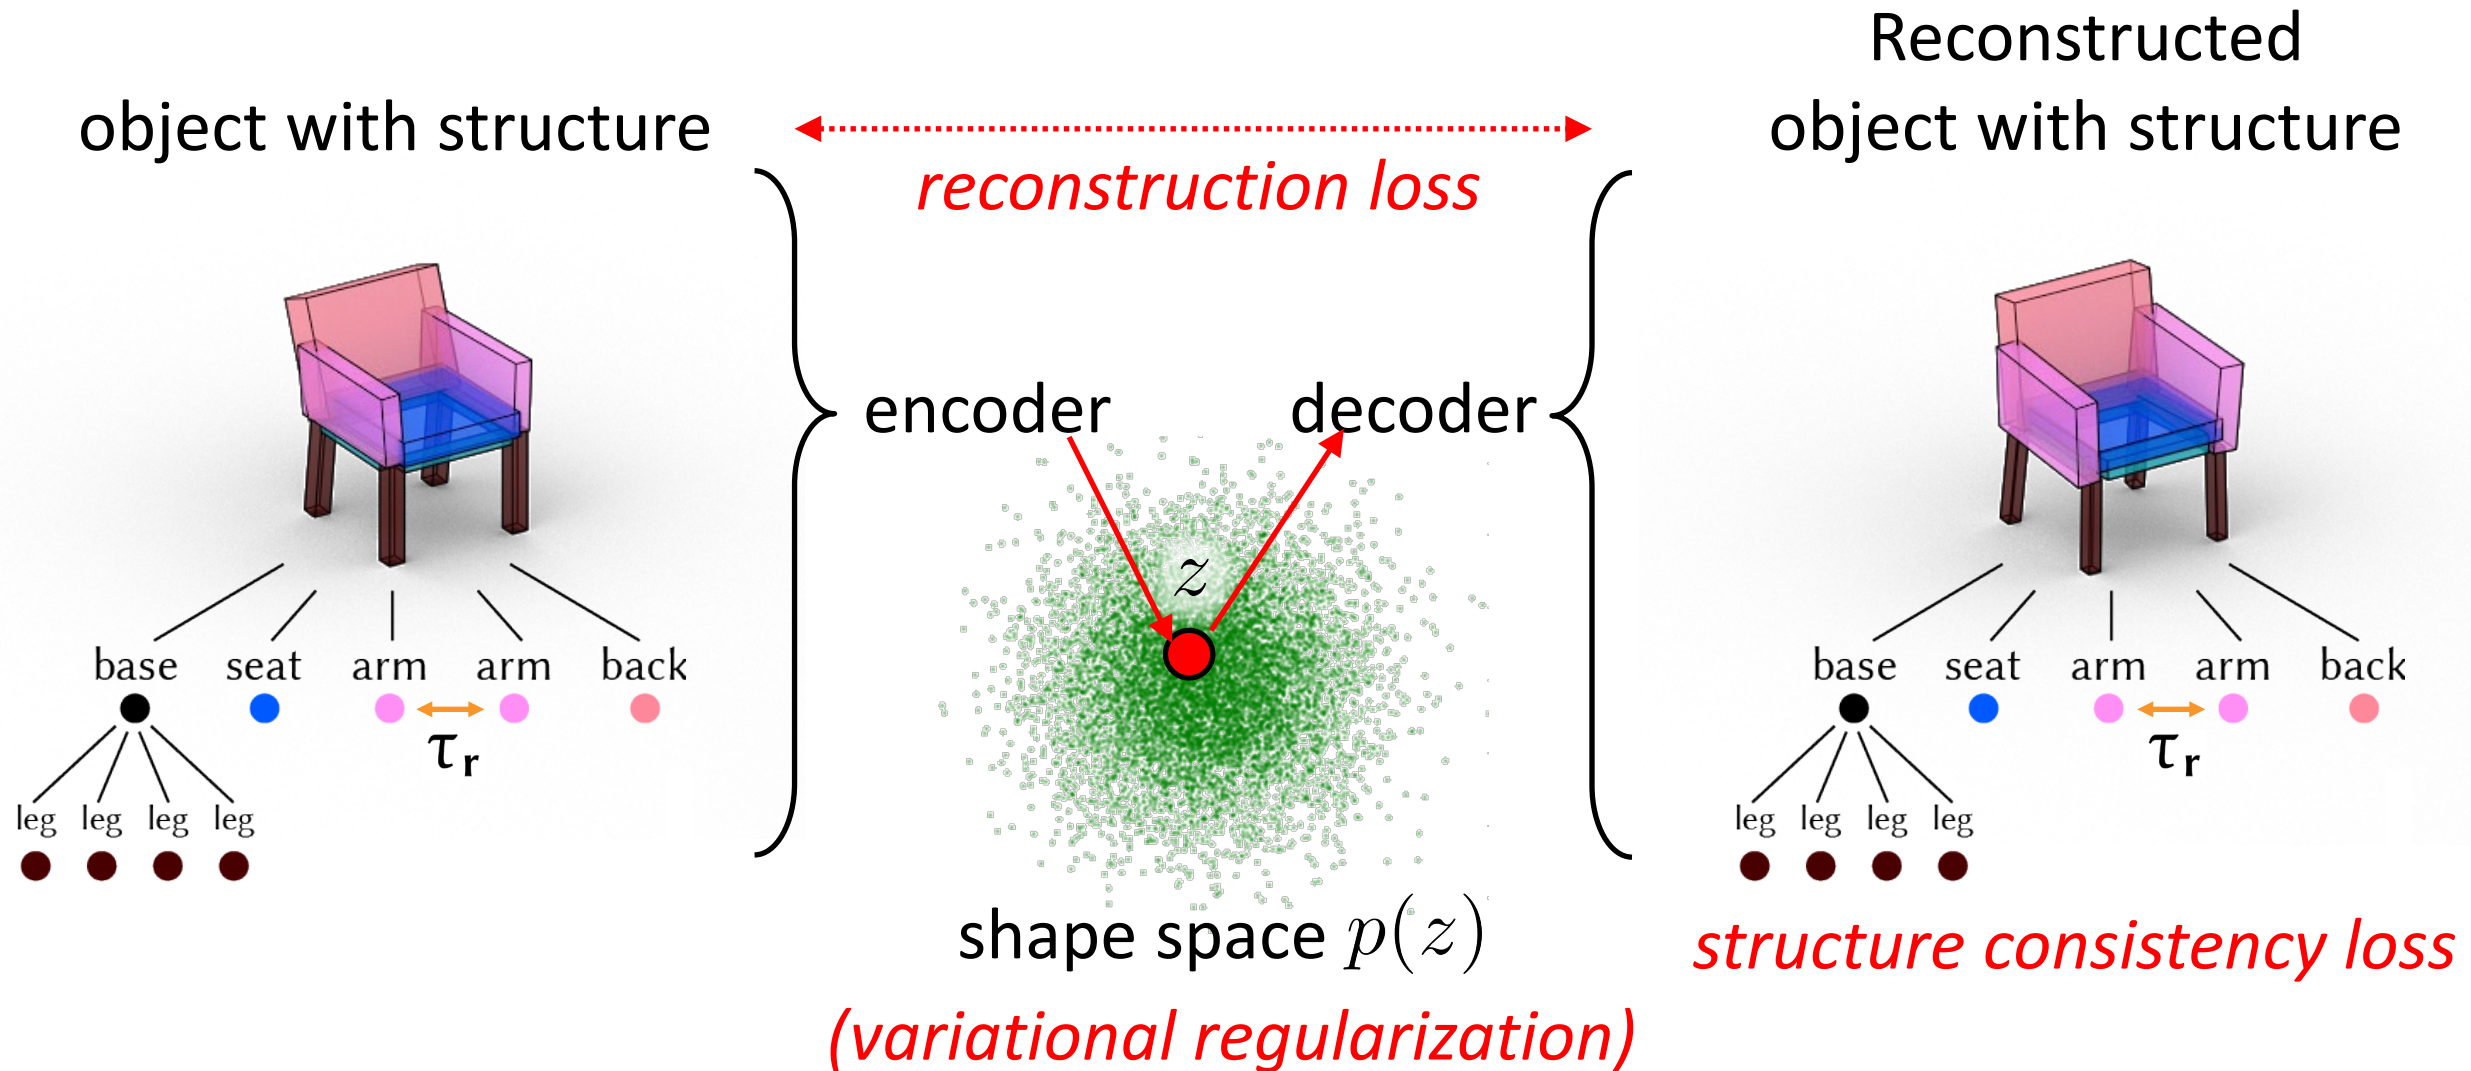 Reconstructed
object with structure
object with structure
reconstruction loss
encoder
decoder
z
base seat arm arm back
τr
leg leg leg leg
base seat arm arm back
τr
leg leg leg leg
shape space p(z)
structure consistency loss
(variational regularization)